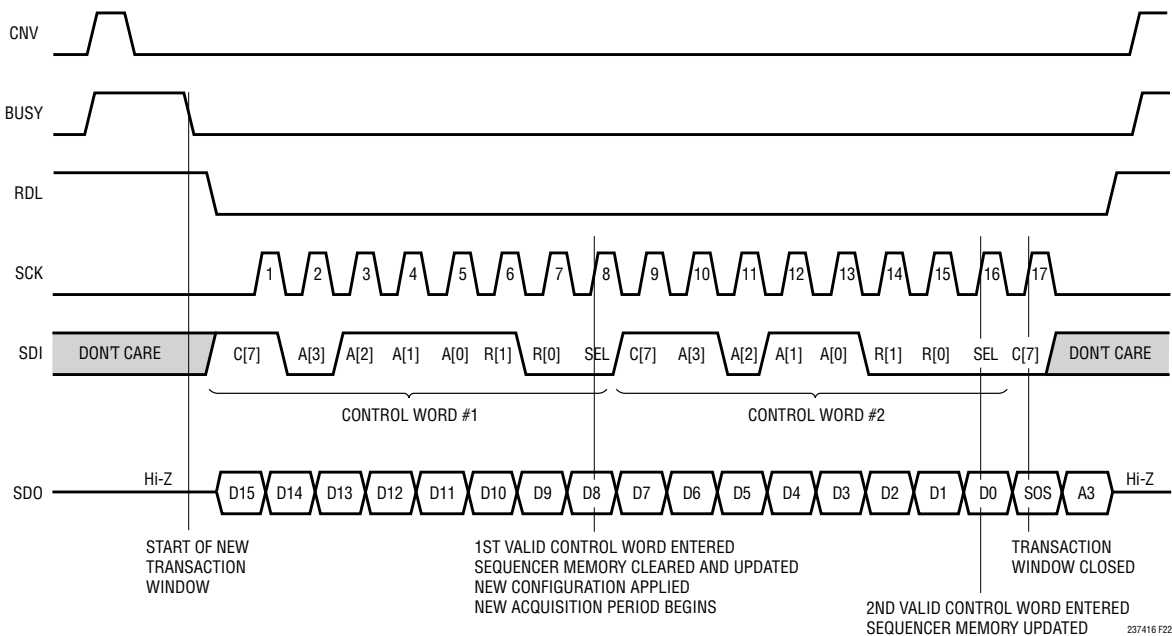 CNV
BUSY
RDL
SCK
1 2 3 4 5 6 7 8 9 10 11 12 13 14 15 16 17
SDI
DON'T CARE C[7] A[3] A[2] A[1] A[0] R[1] R[0] SEL C[7] A[3] A[2] A[1] A[0] R[1] R[0] SEL C[7] DON'T CARE
CONTROL WORD #1
CONTROL WORD #2
SDO
Hi-Z D15 D14 D13 D12 D11 D10 D9 D8 D7 D6 D5 D4 D3 D2 D1 D0 SOS A3 Hi-Z
START OF NEW
TRANSACTION
WINDOW
1ST VALID CONTROL WORD ENTERED
SEQUENCER MEMORY CLEARED AND UPDATED
NEW CONFIGURATION APPLIED
NEW ACQUISITION PERIOD BEGINS
TRANSACTION
WINDOW CLOSED
2ND VALID CONTROL WORD ENTERED
SEQUENCER MEMORY UPDATED
237416 F22